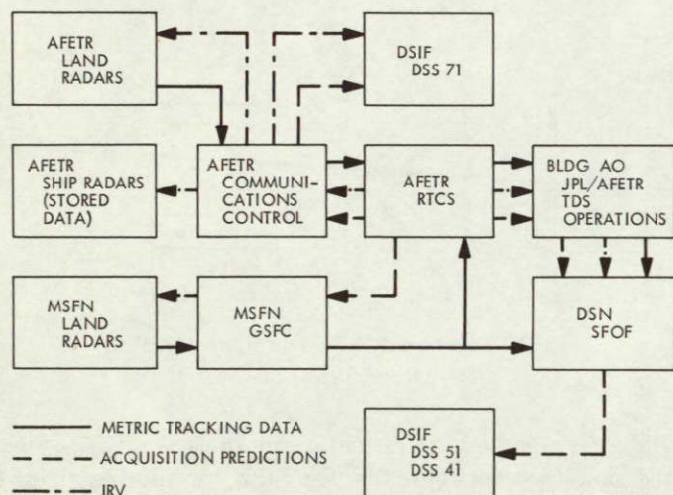 AFETR
LAND
RADARS
DSIF
DSS 71
AFETR
SHIP RADARS
(STORED
DATA)
AFETR
COMMUNI-
CATIONS
CONTROL
AFETR
RTCS
BLDG AO
JPL/AFETR
TDS
OPERATIONS
MSFN
LAND
RADARS
MSFN
GSFC
DSN
SFOF
METRIC TRACKING DATA
ACQUISITION PREDICTIONS
IRV
DSIF
DSS 51
DSS 41